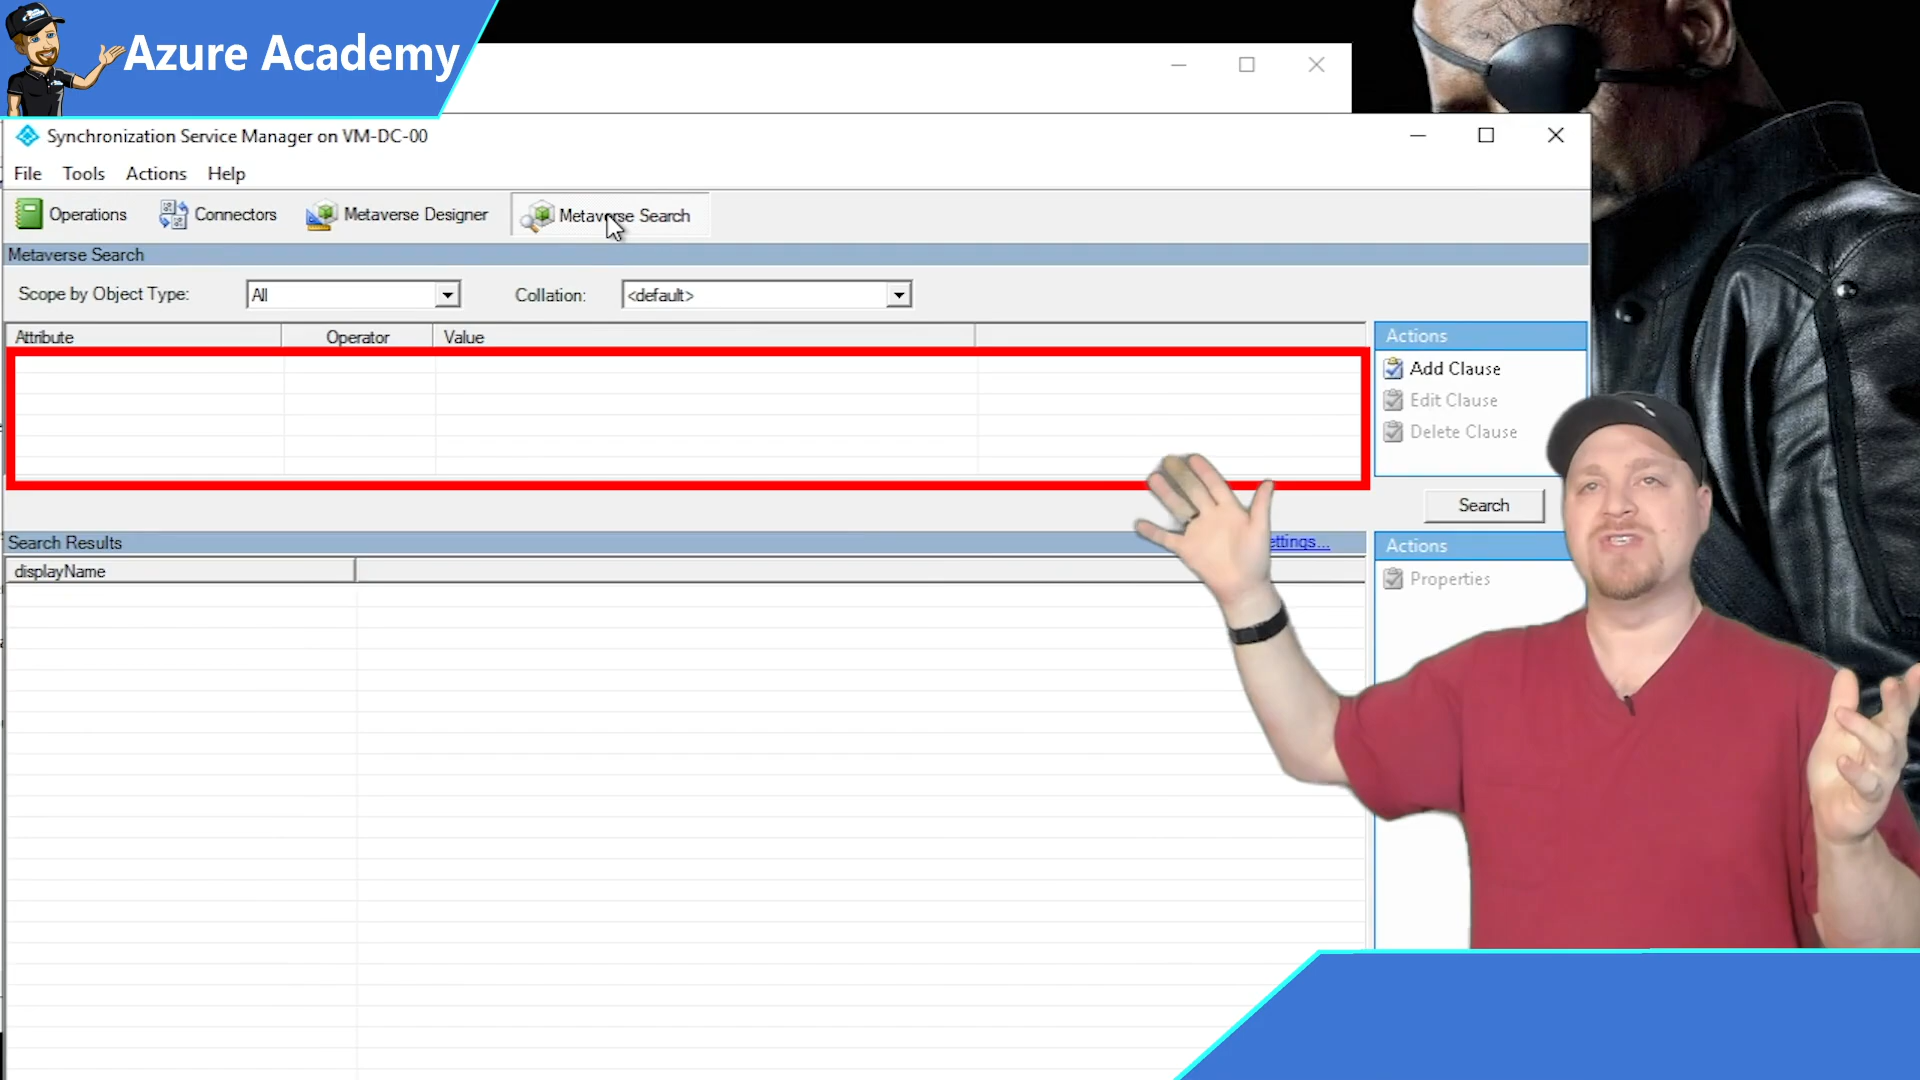 Azure Academy
Synchronization Service Manager on VM-DC-00
File Tools Actions Help
Operations Connectors Metaverse Designer Metaverse Search
Metaverse Search
Scope by Object Type: All Collation: <default>
Attribute Operator Value
Actions
Add Clause
Edit Clause
Delete Clause
Search
Search Results ettings...
Actions
displayName
Properties